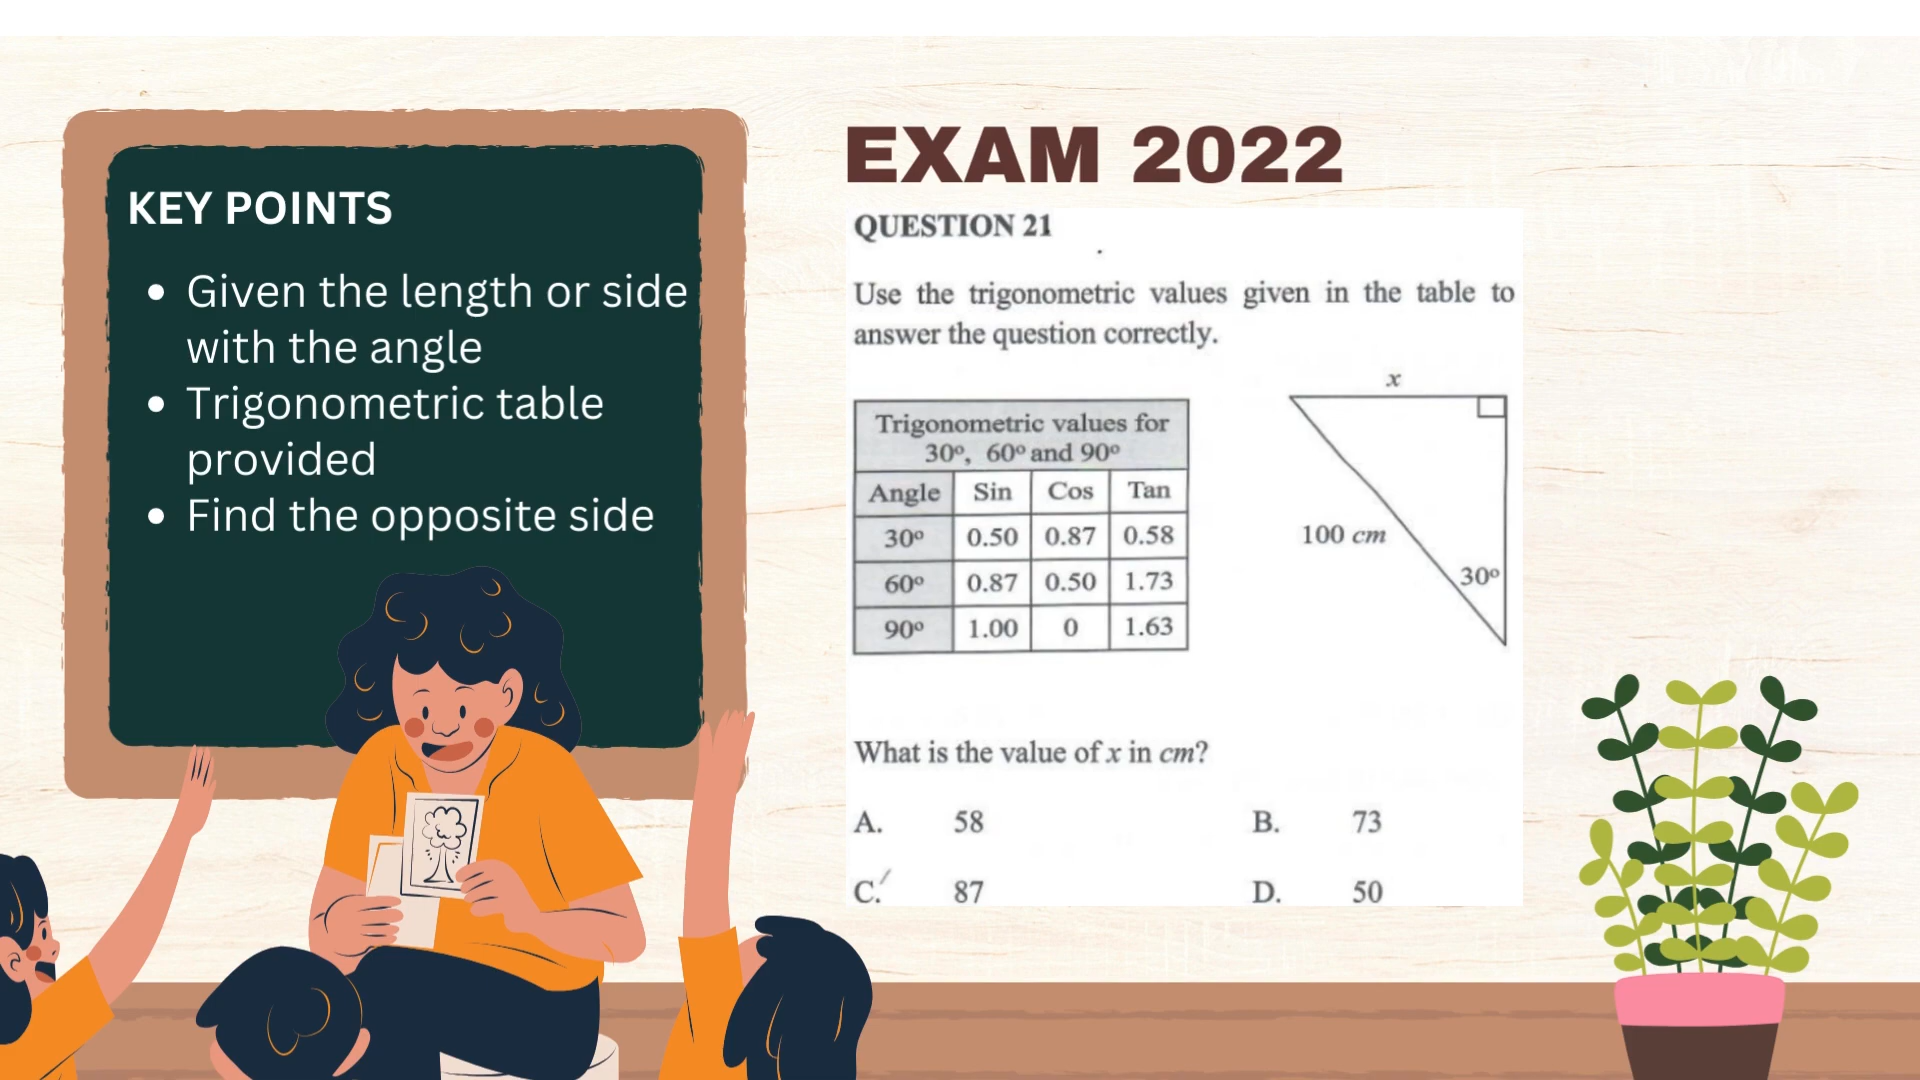 KEY POINTS
• Given the length or side
with the angle
• Trigonometric table
provided
• Find the opposite side
EXAM 2022
QUESTION 21
Use the trigonometric values given in the table to
answer the question correctly.
Trigonometric values for
30º, 60º and 90º
Angle Sin Cos Tan
30º 0.50 0.87 0.58
60º 0.87 0.50 1.73
90º 1.00 0 1.63
x
100 cm
30º
What is the value of x in cm?
A. 58 B. 73
C. 87 D. 50